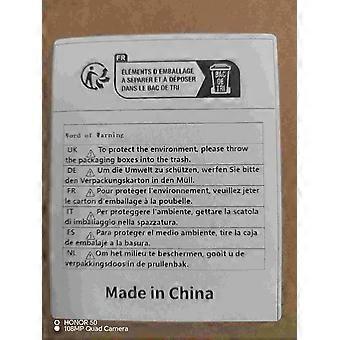 FR
ÉLÉMENTS D'EMBALLAGE
À SÉPARER ET À DÉPOSER
DANS LE BAC DE TRI
BAC
DE
TRI
Word of Warning
UK To protect the environment, please throw
the packaging boxes into the trash.
DE Um die Umwelt zu schützen, werfen Sie bitte
den Verpackungskarton in den Müll.
FR Pour protéger l'environnement, veuillez jeter
le carton d'emballage à la poubelle.
IT Per proteggere l'ambiente, gettare la scatola
di imballaggio nella spazzatura.
ES Para proteger el medio ambiente, tire la caja
de embalaje a la basura.
NL Om het milieu te beschermen, gooit u de
verpakkingsdoos in de prullenbak.
Made in China
HONOR 50
108MP Quad Camera